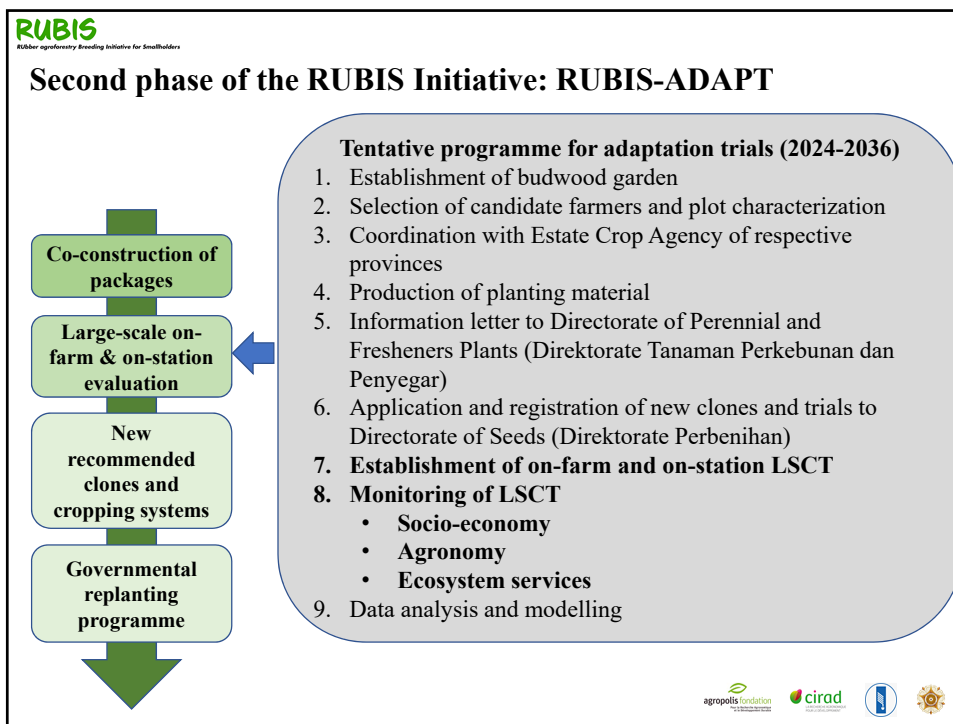 RUBIS
RUbber agroforestry Breeding Initiative for Smallholders
Second phase of the RUBIS Initiative: RUBIS-ADAPT
Co-construction of
packages
Large-scale on-
farm & on-station
evaluation
New
recommended
clones and
cropping systems
Governmental
replanting
programme
Tentative programme for adaptation trials (2024-2036)
1. Establishment of budwood garden
2. Selection of candidate farmers and plot characterization
3. Coordination with Estate Crop Agency of respective
provinces
4. Production of planting material
5. Information letter to Directorate of Perennial and
Fresheners Plants (Direktorate Tanaman Perkebunan dan
Penyegar)
6. Application and registration of new clones and trials to
Directorate of Seeds (Direktorate Perbenihan)
7. Establishment of on-farm and on-station LSCT
8. Monitoring of LSCT
• Socio-economy
• Agronomy
• Ecosystem services
9. Data analysis and modelling
agropolis fondation
cirad